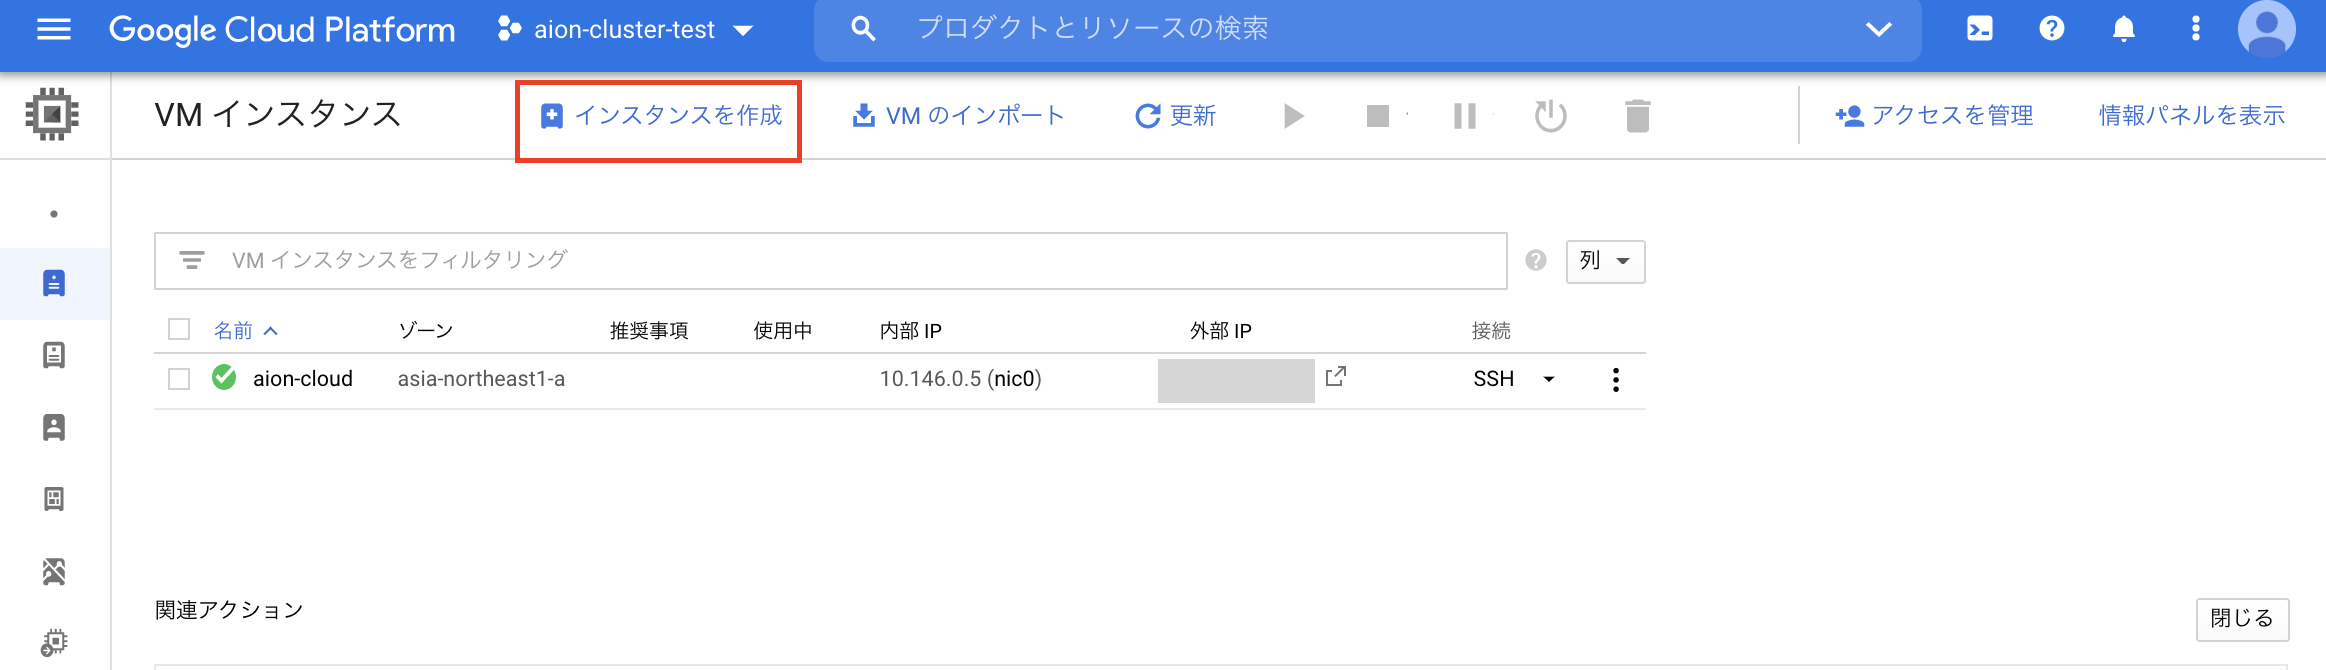 Google Cloud Platform aion-cluster-test プロダクトとリソースの検索
VM インスタンス インスタンスを作成 VM のインポート 更新 アクセスを管理 情報パネルを表示
VM インスタンスをフィルタリング 列
名前 ゾーン 推奨事項 使用中 内部 IP 外部 IP 接続
aion-cloud asia-northeast1-a 10.146.0.5 (nic0) SSH
関連アクション 閉じる